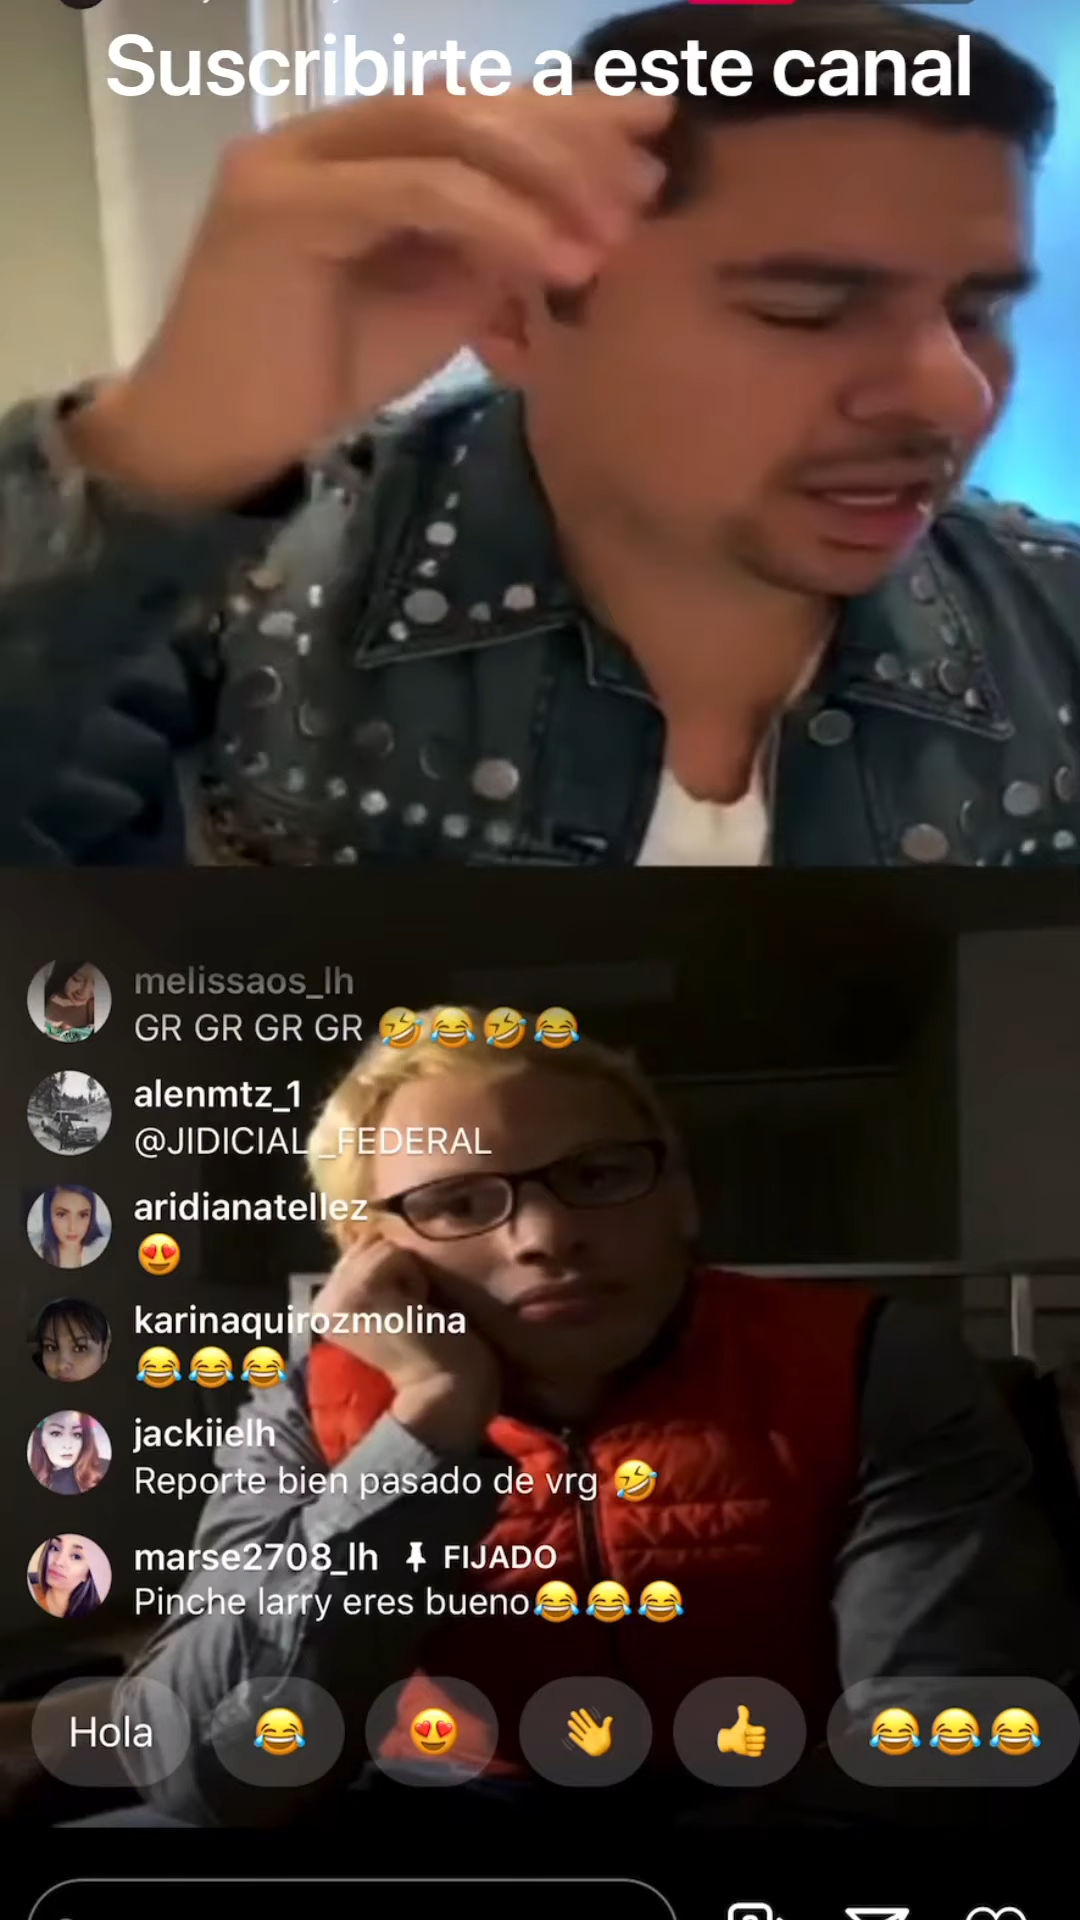 Suscribirte a este canal
melissaos_lh
GR GR GR GR 🤣😂🤣😂
alenmtz_1
@JIDICIAL_FEDERAL
aridianatellez
😍
karinaquirozmolina
😂😂😂
jackiielh
Reporte bien pasado de vrg 🤣
marse2708_lh FIJADO
Pinche larry eres bueno😂😂😂
Hola 😂 😍 👋 👍 😂😂😂